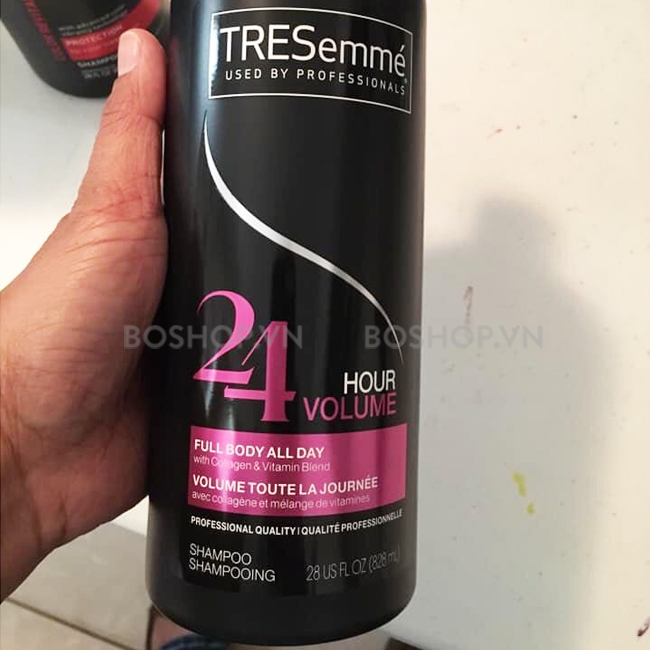 PROTECTION
SHAMPOO
TRESemmé
USED BY PROFESSIONALS
24
HOUR
VOLUME
BOSHOP.VN BOSHOP.VN
FULL BODY ALL DAY
with Collagen & Vitamin Blend
VOLUME TOUTE LA JOURNÉE
avec collagène et mélange de vitamines
PROFESSIONAL QUALITY | QUALITÉ PROFESSIONNELLE
SHAMPOO
SHAMPOOING
28 US FL OZ (828 mL)